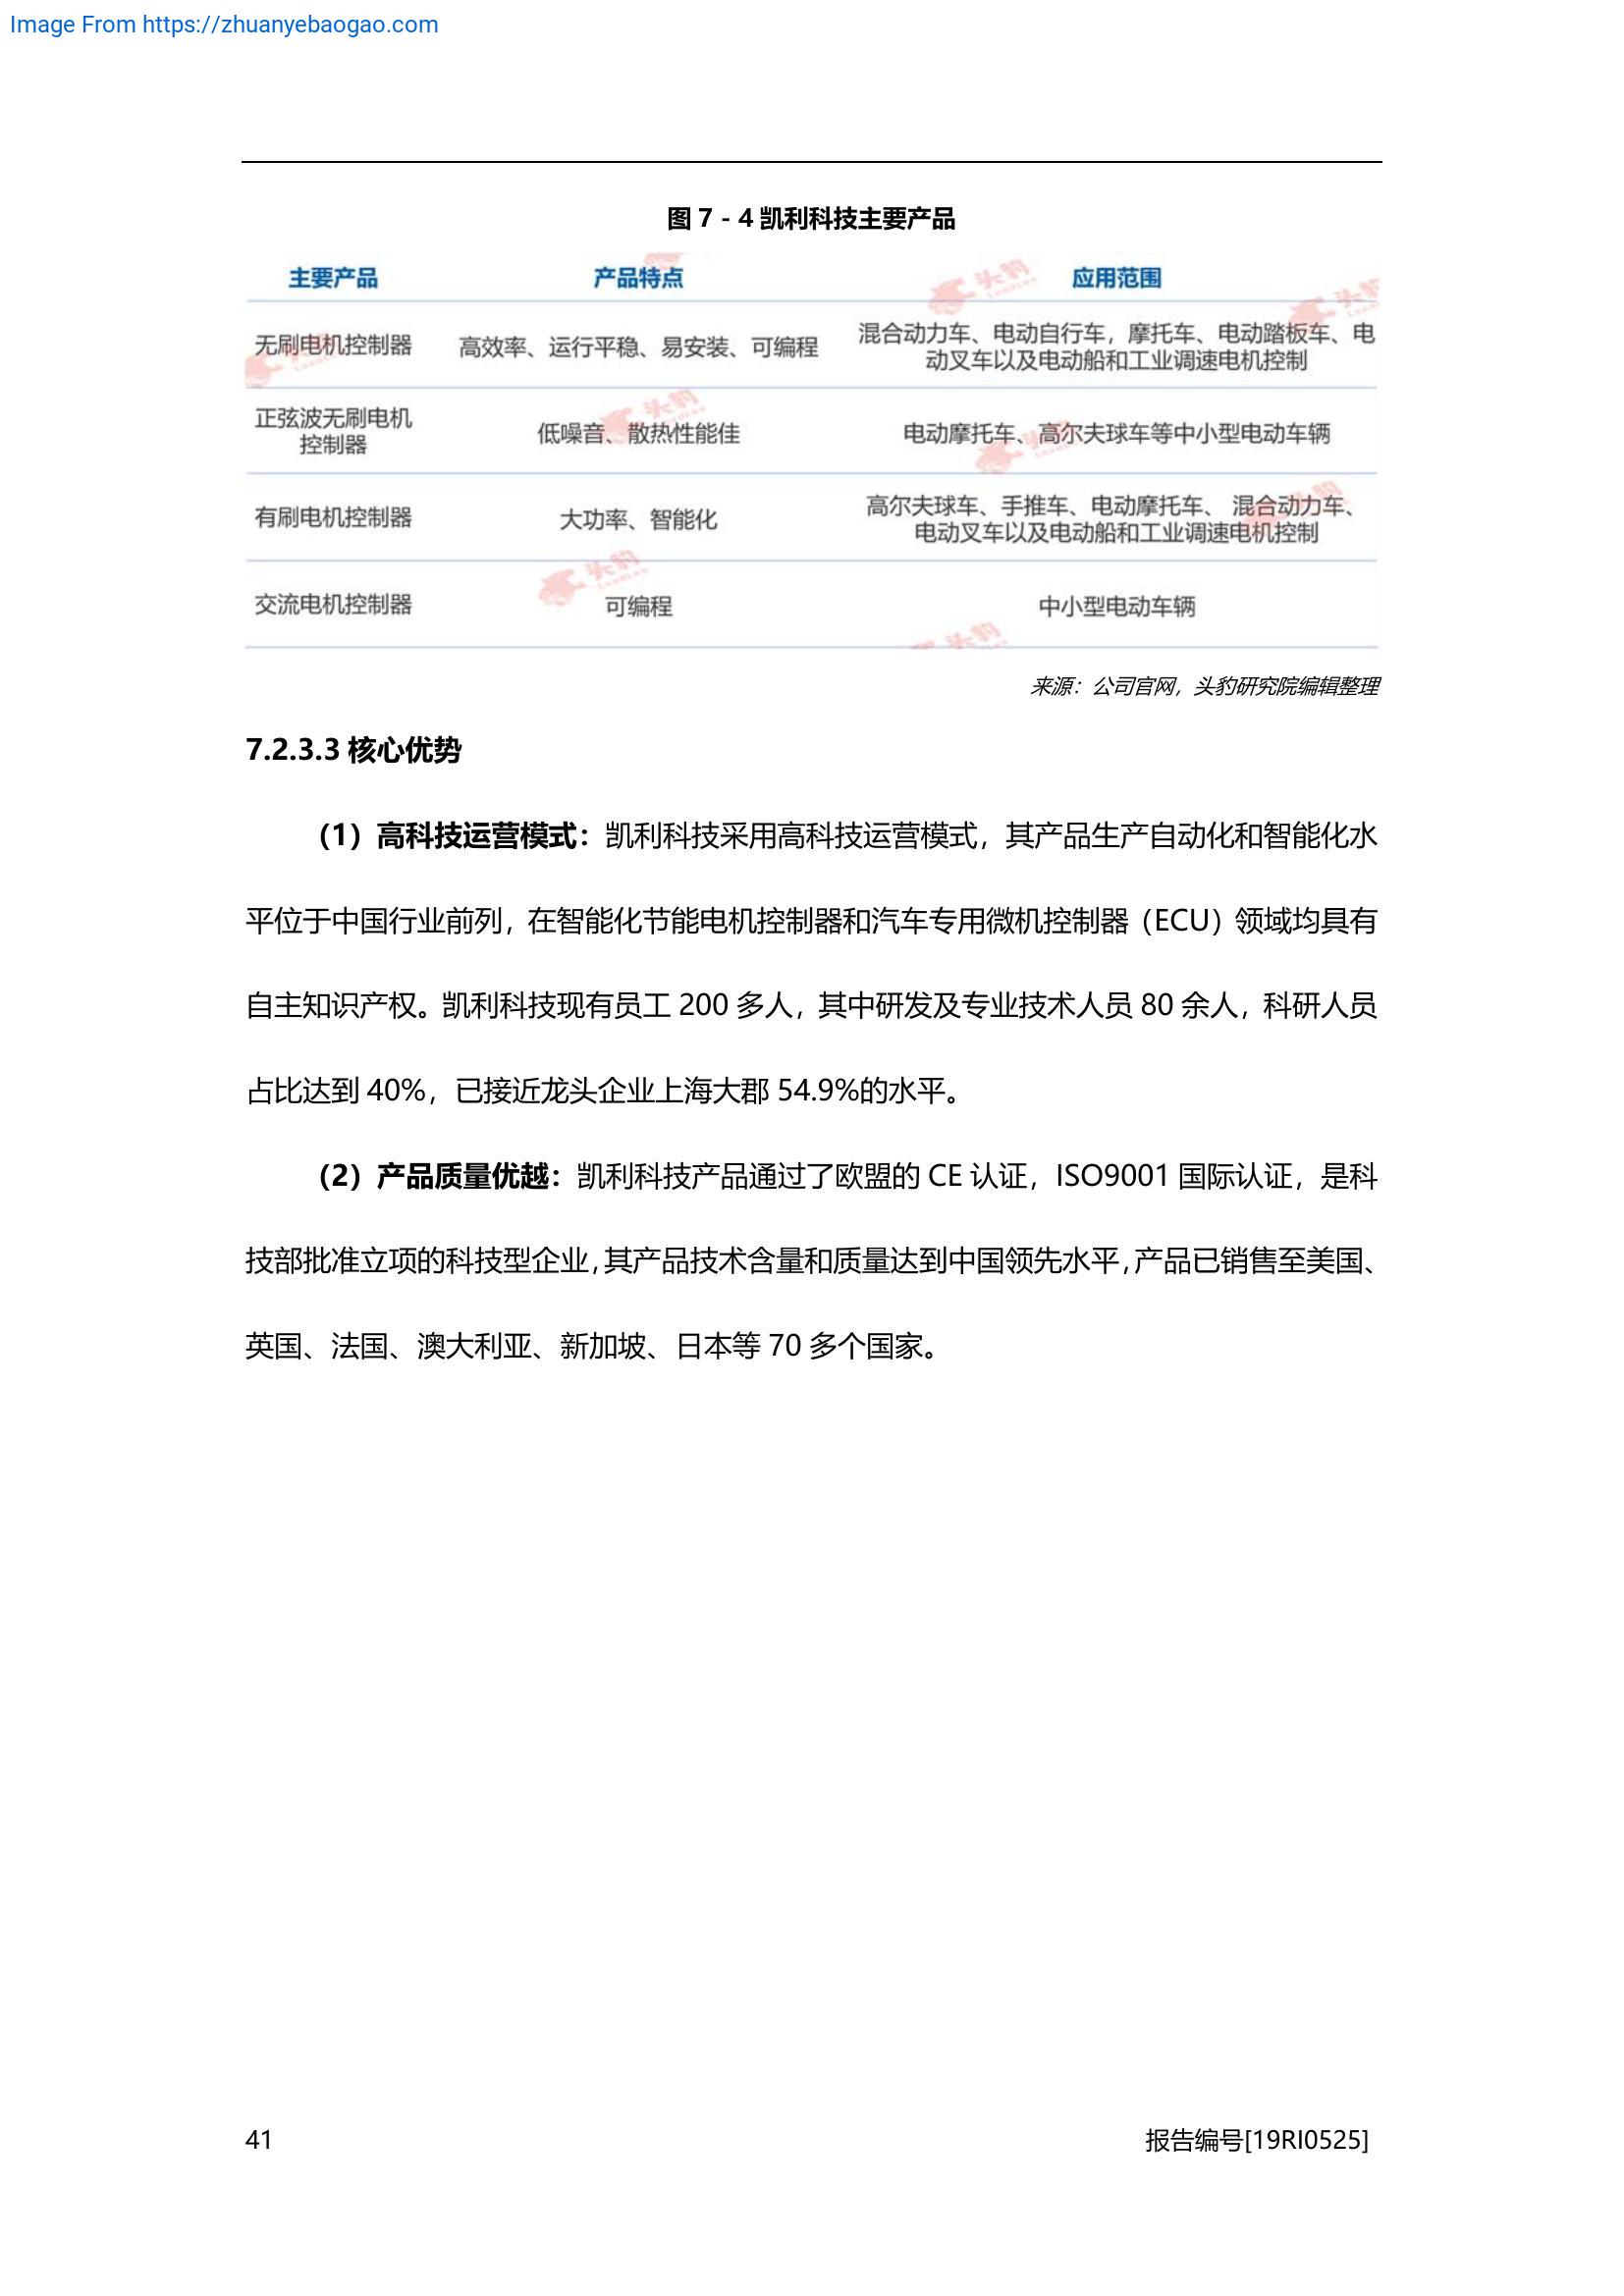 Image From https://zhuanyebaogao.com
图 7 - 4 凯利科技主要产品
主要产品 产品特点 应用范围
无刷电机控制器 高效率、运行平稳、易安装、可编程 混合动力车、电动自行车，摩托车、电动踏板车、电
动叉车以及电动船和工业调速电机控制
正弦波无刷电机
控制器 低噪音、散热性能佳 电动摩托车、高尔夫球车等中小型电动车辆
有刷电机控制器 大功率、智能化 高尔夫球车、手推车、电动摩托车、 混合动力车、
电动叉车以及电动船和工业调速电机控制
交流电机控制器 可编程 中小型电动车辆
来源：公司官网，头豹研究院编辑整理
7.2.3.3 核心优势
（1）高科技运营模式：凯利科技采用高科技运营模式，其产品生产自动化和智能化水
平位于中国行业前列，在智能化节能电机控制器和汽车专用微机控制器（ECU）领域均具有
自主知识产权。凯利科技现有员工 200 多人，其中研发及专业技术人员 80 余人，科研人员
占比达到 40%，已接近龙头企业上海大郡 54.9%的水平。
（2）产品质量优越：凯利科技产品通过了欧盟的 CE 认证，ISO9001 国际认证，是科
技部批准立项的科技型企业，其产品技术含量和质量达到中国领先水平，产品已销售至美国、
英国、法国、澳大利亚、新加坡、日本等 70 多个国家。
41 报告编号[19RI0525]